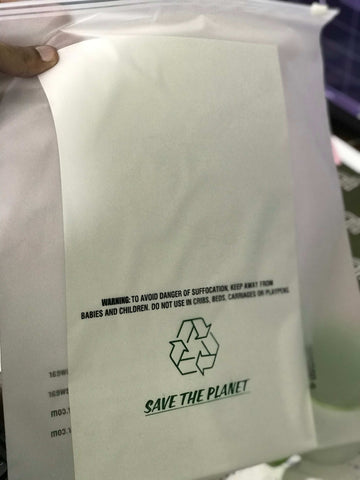 WARNING: TO AVOID DANGER OF SUFFOCATION, KEEP AWAY FROM
BABIES AND CHILDREN. DO NOT USE IN CRIBS, BEDS, CARRIAGES OR PLAYPENS.
SAVE THE PLANET